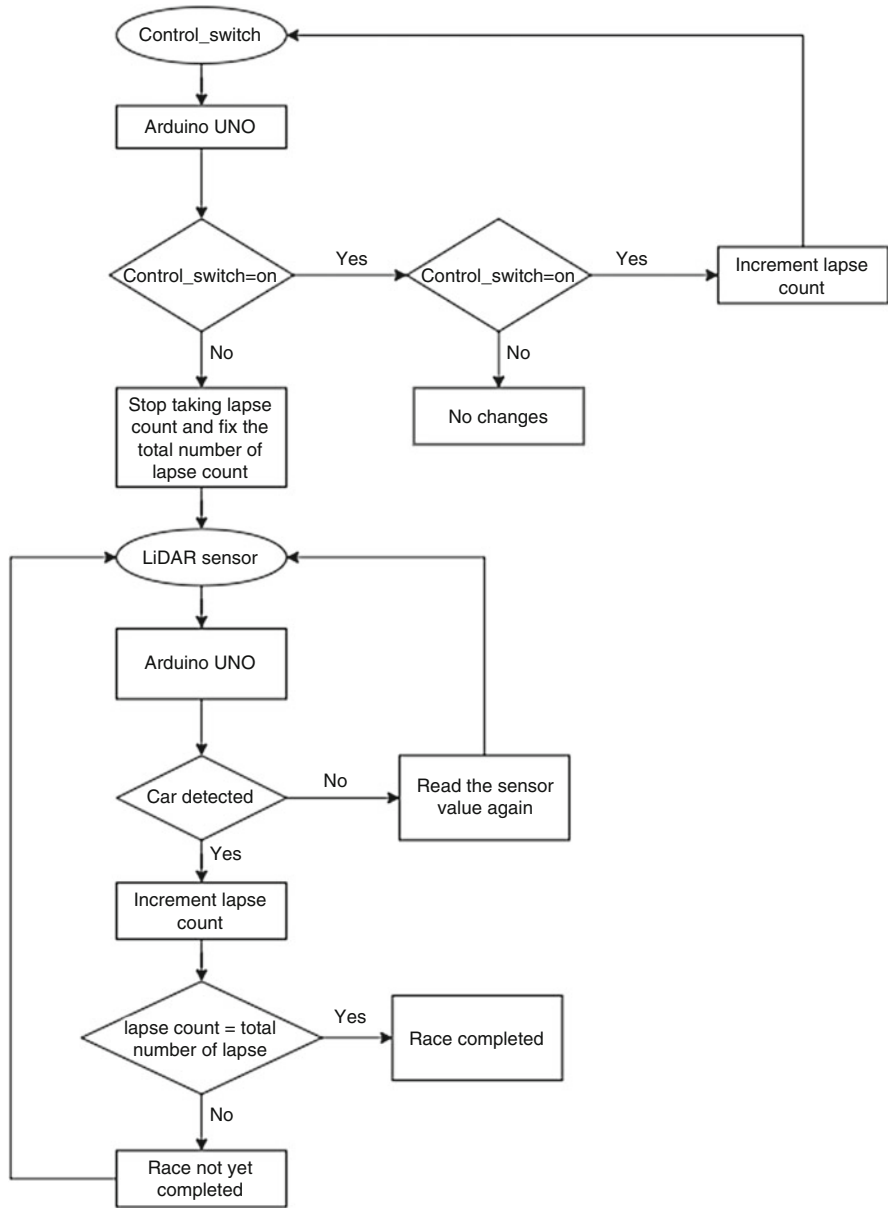 Control_switch
Arduino UNO
Control_switch=on
Yes
Control_switch=on
Yes
Increment lapse
count
No
No
Stop taking lapse
count and fix the
total number of
lapse count
No changes
LiDAR sensor
Arduino UNO
Car detected
No
Read the sensor
value again
Yes
Increment lapse
count
lapse count = total
number of lapse
Yes
Race completed
No
Race not yet
completed